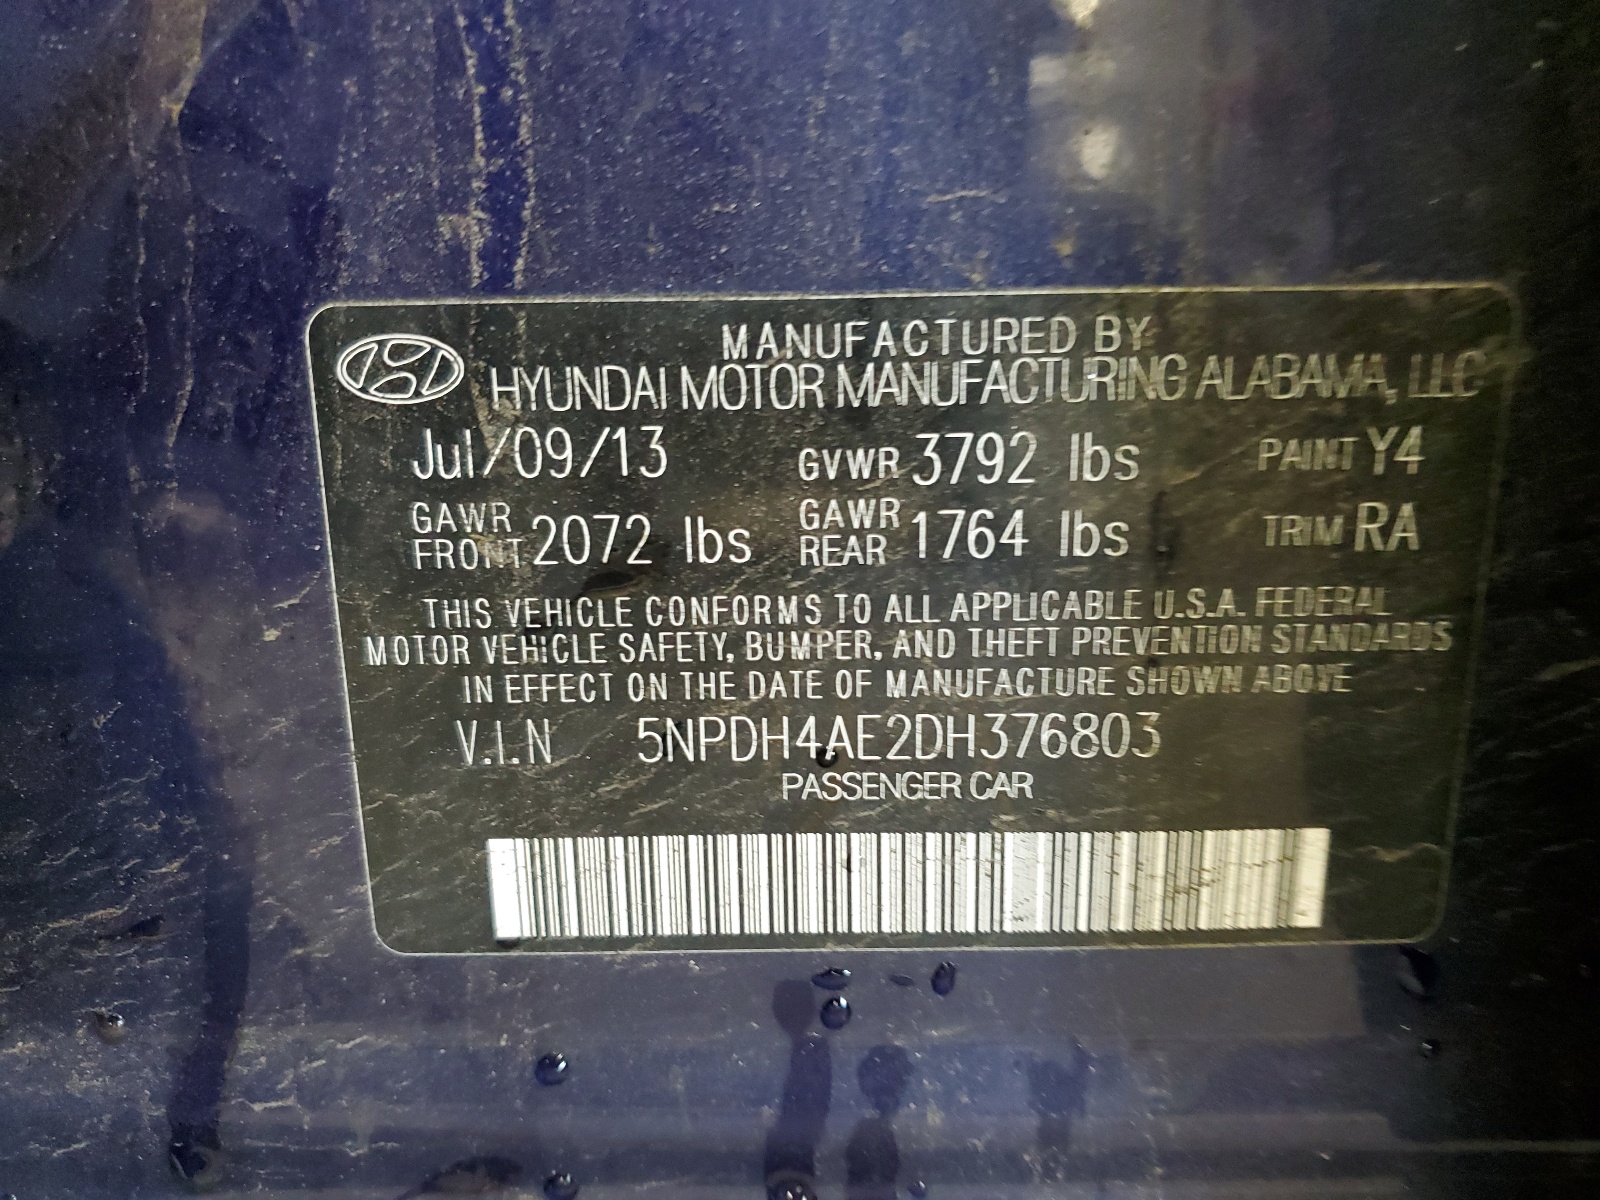 MANUFACTURED BY
HYUNDAI MOTOR MANUFACTURING ALABAMA, LLC
Jul/09/13 GVWR 3792 lbs PAINT Y4
GAWR FRONT 2072 lbs GAWR REAR 1764 lbs TRIM RA
THIS VEHICLE CONFORMS TO ALL APPLICABLE U.S.A. FEDERAL
MOTOR VEHICLE SAFETY, BUMPER, AND THEFT PREVENTION STANDARDS
IN EFFECT ON THE DATE OF MANUFACTURE SHOWN ABOVE
V.I.N 5NPDH4AE2DH376803
PASSENGER CAR